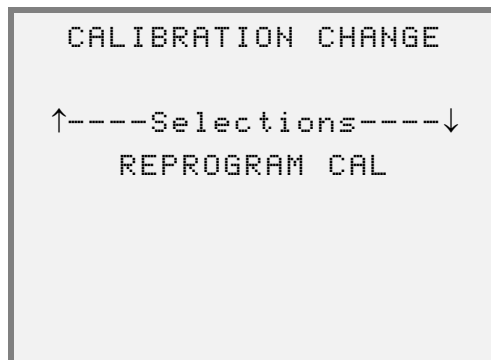 CALIBRATION CHANGE
↑----Selections----↓
REPROGRAM CAL